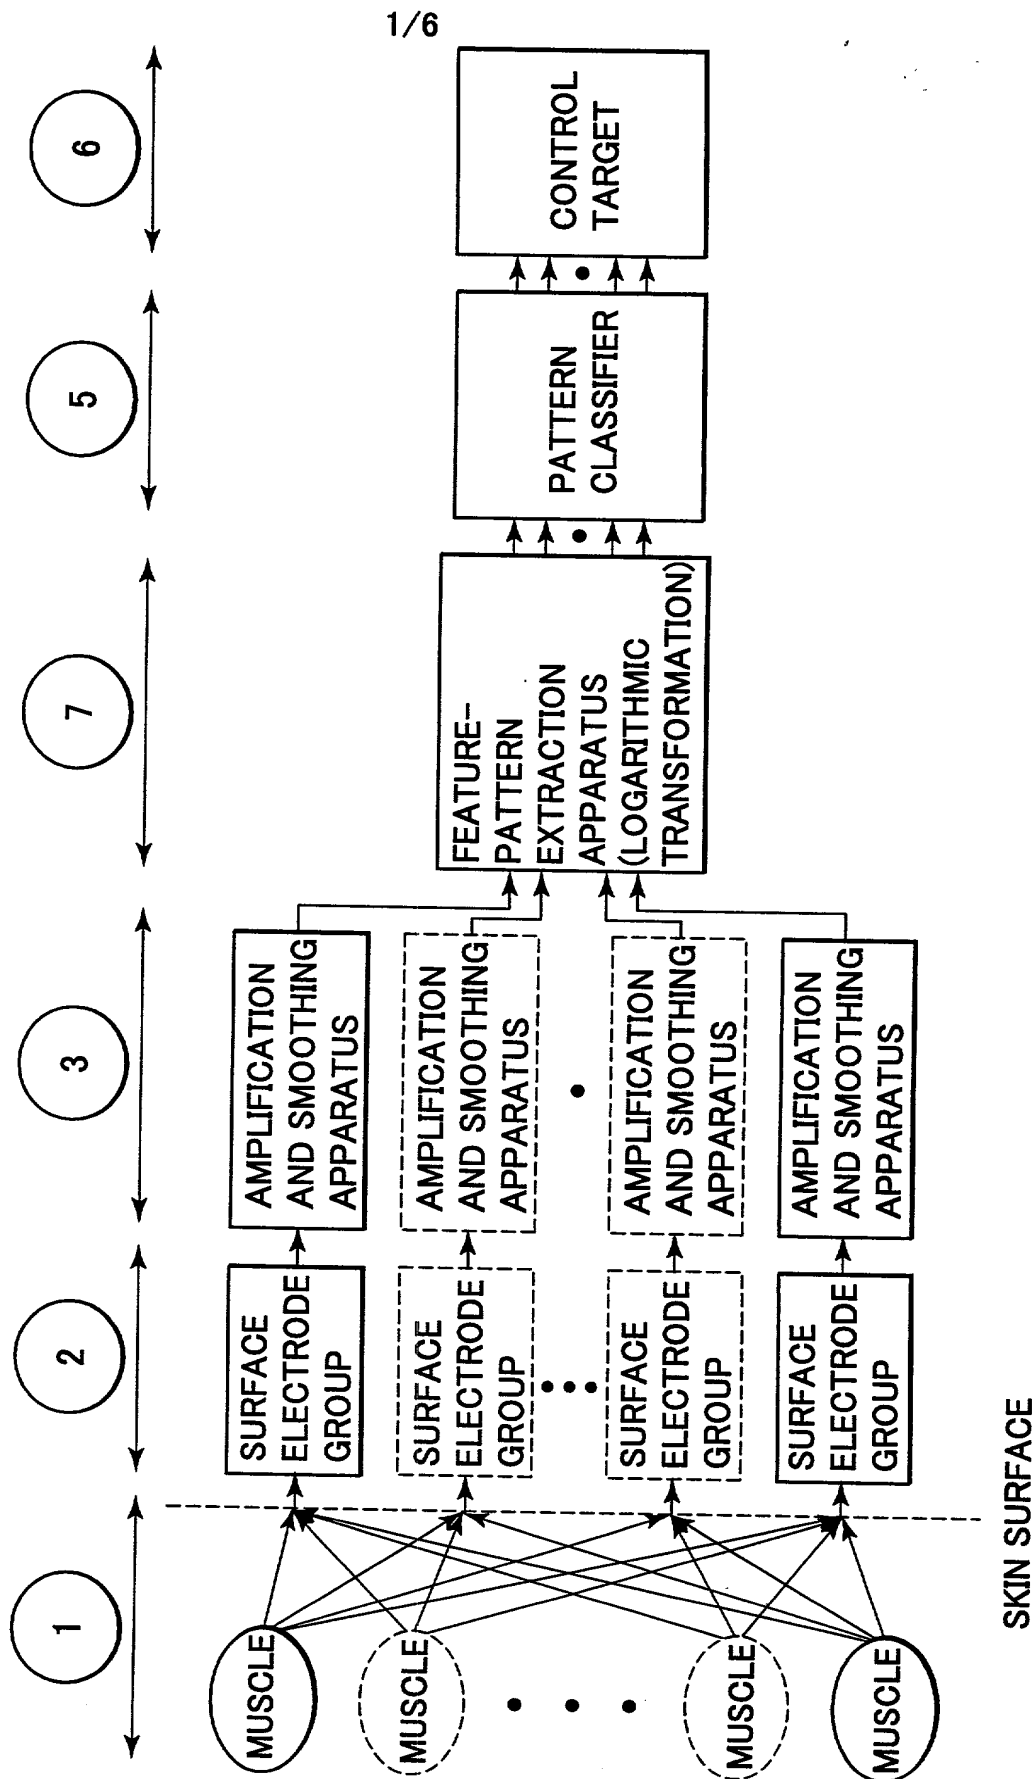 1/6
1
2
3
7
5
6
MUSCLE
MUSCLE
MUSCLE
MUSCLE
SKIN SURFACE
SURFACE
ELECTRODE
GROUP
SURFACE
ELECTRODE
GROUP
SURFACE
ELECTRODE
GROUP
SURFACE
ELECTRODE
GROUP
AMPLIFICATION
AND SMOOTHING
APPARATUS
AMPLIFICATION
AND SMOOTHING
APPARATUS
AMPLIFICATION
AND SMOOTHING
APPARATUS
AMPLIFICATION
AND SMOOTHING
APPARATUS
FEATURE-
PATTERN
EXTRACTION
APPARATUS
(LOGARITHMIC
TRANSFORMATION)
PATTERN
CLASSIFIER
CONTROL
TARGET